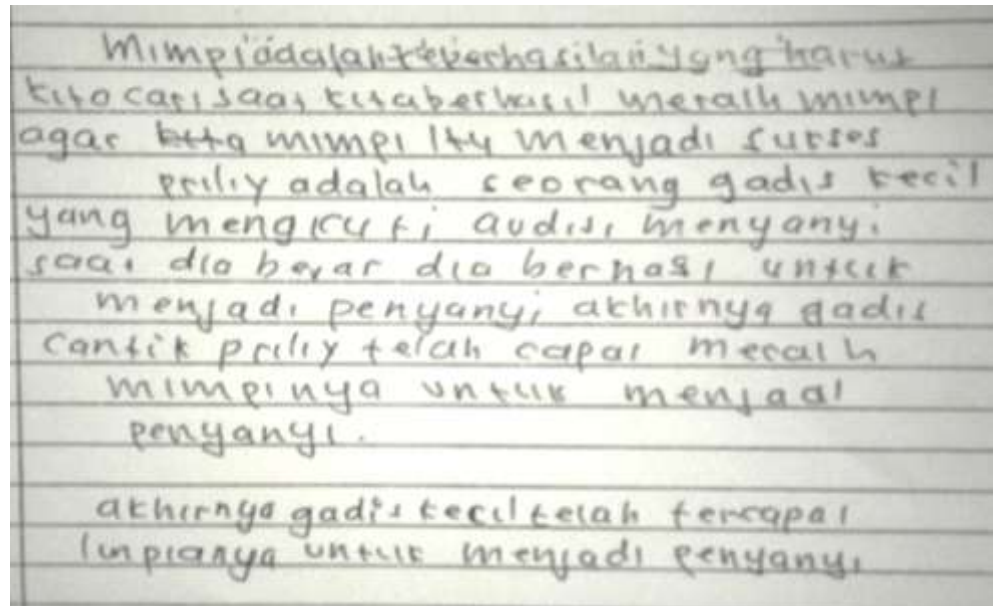 Mimpi adalah keberhasilan yang harus
kita cari saat kita berhasil meraih mimpi
agar kita mimpi itu menjadi sukses
prilly adalah seorang gadis kecil
yang mengikuti audisi menyanyi
saat dia besar dia berhasi untuk
menjadi penyanyi akhirnya gadis
cantik prilly telah capai meraih
mimpinya untuk menjadi
penyanyi.
akhirnya gadis kecil telah tercapai
impianya untuk menjadi penyanyi